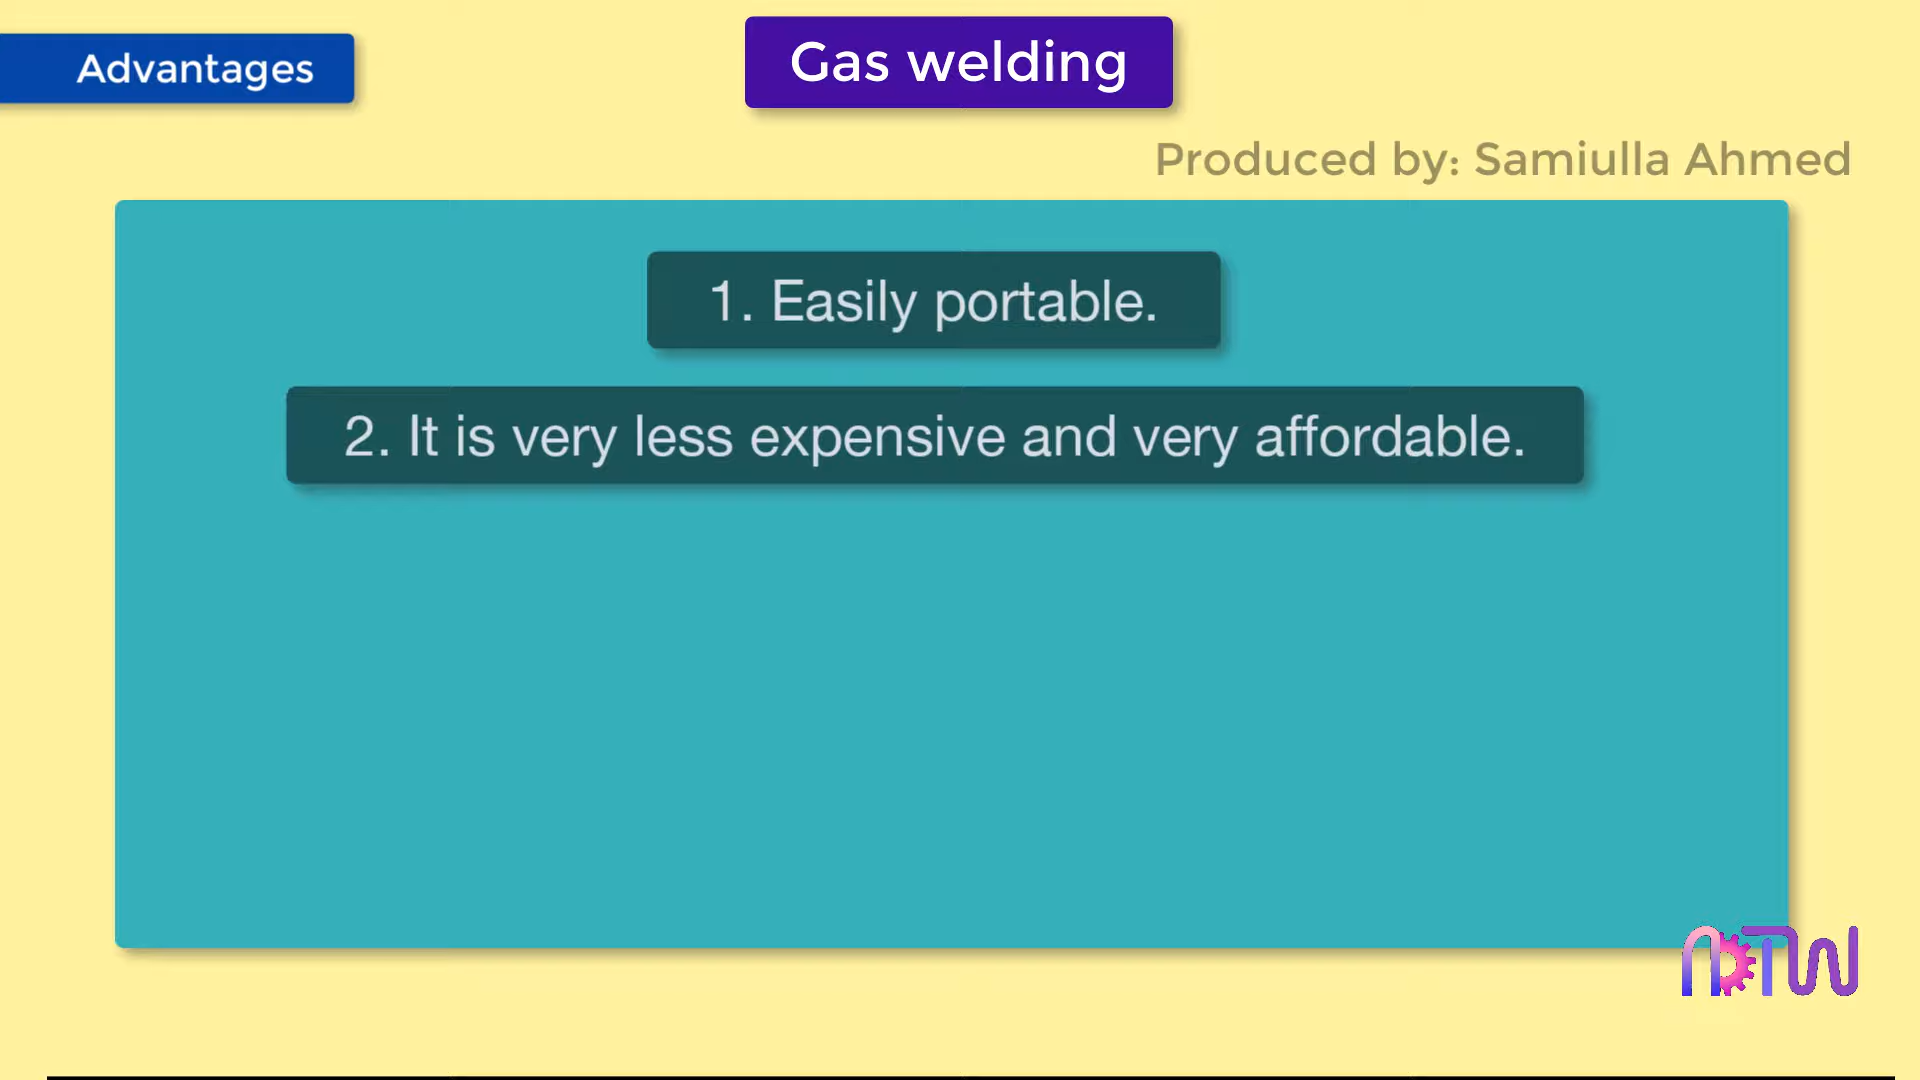 Advantages
Gas welding
Produced by: Samiulla Ahmed
1. Easily portable.
2. It is very less expensive and very affordable.